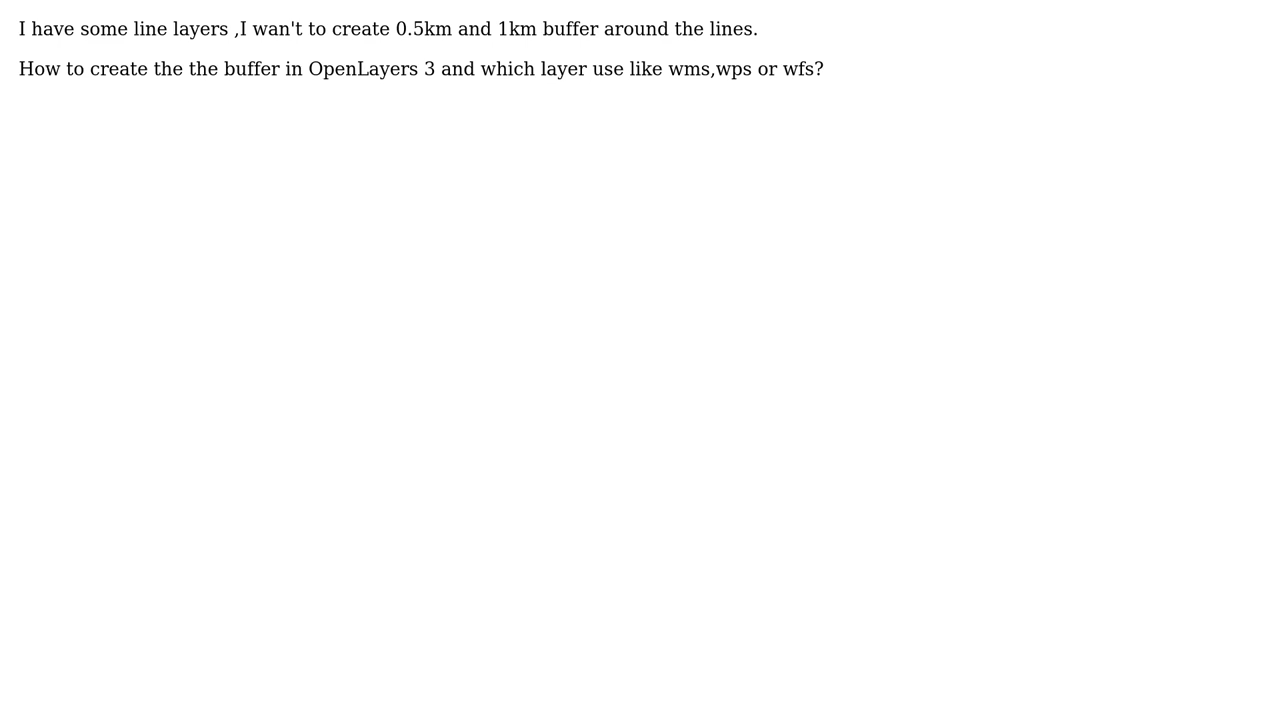 I have some line layers ,I wan't to create 0.5km and 1km buffer around the lines.
How to create the the buffer in OpenLayers 3 and which layer use like wms,wps or wfs?